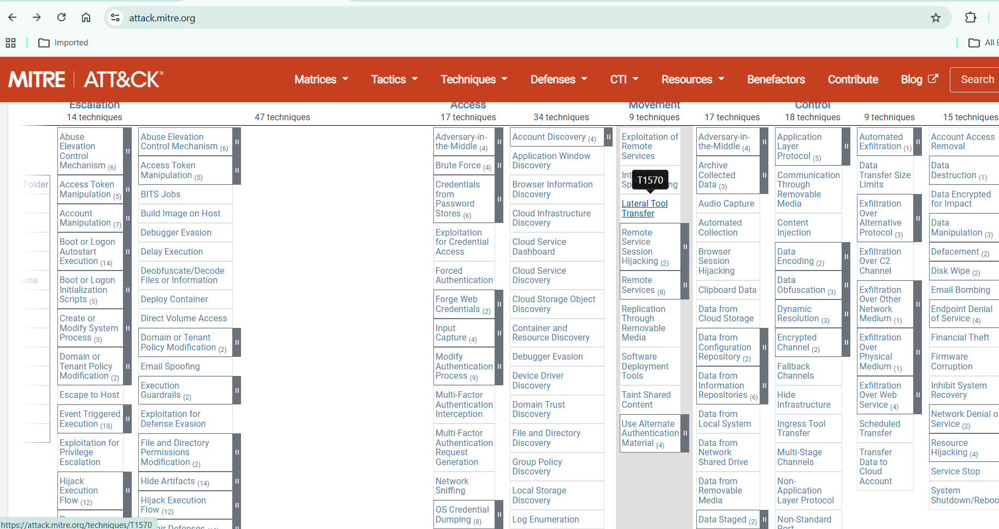 attack.mitre.org
Imported
All
MITRE | ATT&CK®
Matrices
Tactics
Techniques
Defenses
CTI
Resources
Benefactors
Contribute
Blog
Search
Escalation
14 techniques
47 techniques
Access
17 techniques
34 techniques
Movement
9 techniques
17 techniques
Control
18 techniques
9 techniques
15 techniques
Folder
Abuse
Elevation
Control
Mechanism (6)
Access Token
Manipulation (5)
Account
Manipulation (7)
Boot or Logon
Autostart
Execution (14)
Boot or Logon
Initialization
Scripts (5)
Create or
Modify System
Process (5)
Domain or
Tenant Policy
Modification (2)
Escape to Host
Event Triggered
Execution (18)
Exploitation for
Privilege
Escalation
Hijack
Execution
Flow (12)
Abuse Elevation
Control Mechanism (6)
Access Token
Manipulation (5)
BITS Jobs
Build Image on Host
Debugger Evasion
Delay Execution
Deobfuscate/Decode
Files or Information
Deploy Container
Direct Volume Access
Domain or Tenant
Policy Modification (2)
Email Spoofing
Execution
Guardrails (2)
Exploitation for
Defense Evasion
File and Directory
Permissions
Modification (2)
Hide Artifacts (14)
Hijack Execution
Flow (12)
Defenses
Adversary-in-
the-Middle (4)
Brute Force (4)
Credentials
from
Password
Stores (6)
Exploitation
for Credential
Access
Forced
Authentication
Forge Web
Credentials (2)
Input
Capture (4)
Modify
Authentication
Process (9)
Multi-Factor
Authentication
Interception
Multi-Factor
Authentication
Request
Generation
Network
Sniffing
OS Credential
Dumping (8)
Account Discovery (4)
Application Window
Discovery
Browser Information
Discovery
Cloud Infrastructure
Discovery
Cloud Service
Dashboard
Cloud Service
Discovery
Cloud Storage Object
Discovery
Container and
Resource Discovery
Debugger Evasion
Device Driver
Discovery
Domain Trust
Discovery
File and Directory
Discovery
Group Policy
Discovery
Local Storage
Discovery
Log Enumeration
Exploitation of
Remote
Services
T1570
Lateral Tool
Transfer
Remote
Service
Session
Hijacking (2)
Remote
Services (8)
Replication
Through
Removable
Media
Software
Deployment
Tools
Taint Shared
Content
Use Alternate
Authentication
Material (4)
Adversary-in-
the-Middle (4)
Archive
Collected
Data (3)
Audio Capture
Automated
Collection
Browser
Session
Hijacking
Clipboard Data
Data from
Cloud Storage
Data from
Configuration
Repository (2)
Data from
Information
Repositories (6)
Data from
Local System
Data from
Network
Shared Drive
Data from
Removable
Media
Data Staged (2)
Application
Layer
Protocol (5)
Communication
Through
Removable
Media
Content
Injection
Data
Encoding (2)
Data
Obfuscation (3)
Dynamic
Resolution (3)
Encrypted
Channel (2)
Fallback
Channels
Hide
Infrastructure
Ingress Tool
Transfer
Multi-Stage
Channels
Non-
Application
Layer Protocol
Non-Standard
Port
Automated
Exfiltration (1)
Data
Transfer Size
Limits
Exfiltration
Over
Alternative
Protocol (3)
Exfiltration
Over C2
Channel
Exfiltration
Over Other
Network
Medium (1)
Exfiltration
Over
Physical
Medium (1)
Exfiltration
Over Web
Service (4)
Scheduled
Transfer
Transfer
Data to
Cloud
Account
Account Access
Removal
Data
Destruction (1)
Data Encrypted
for Impact
Data
Manipulation (3)
Defacement (2)
Disk Wipe (2)
Email Bombing
Endpoint Denial
of Service (4)
Financial Theft
Firmware
Corruption
Inhibit System
Recovery
Network Denial
Service (2)
Resource
Hijacking (4)
Service Stop
System
Shutdown/Reboo
https://attack.mitre.org/techniques/T1570